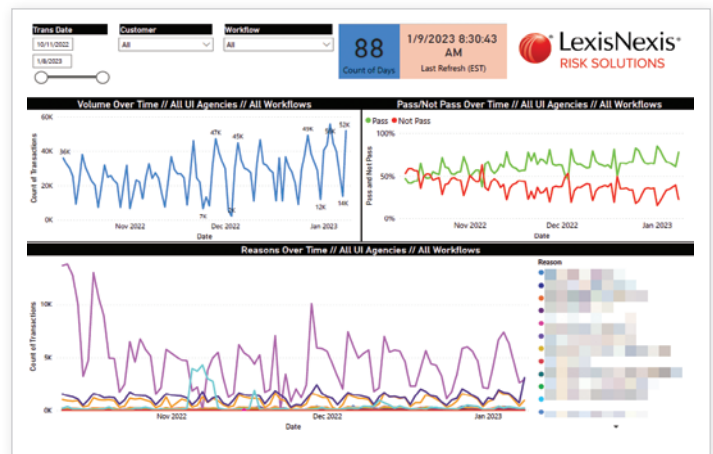 Trans Date
10/11/2022
1/8/2023
Customer
All
Workflow
All
88
Count of Days
1/9/2023 8:30:43
AM
Last Refresh (EST)
LexisNexis®
RISK SOLUTIONS
Volume Over Time // All UI Agencies // All Workflows
Count of Transactions
60K
40K
20K
0K
36K
47K
7K
45K
49K
12K
52K
14K
Nov 2022
Dec 2022
Jan 2023
Date
Pass/Not Pass Over Time // All UI Agencies // All Workflows
Pass
Not Pass
Pass and Not Pass
100%
50%
0%
Nov 2022
Dec 2022
Jan 2023
Date
Reasons Over Time // All UI Agencies // All Workflows
Count of Transactions
10K
5K
0K
Nov 2022
Dec 2022
Jan 2023
Date
Reason